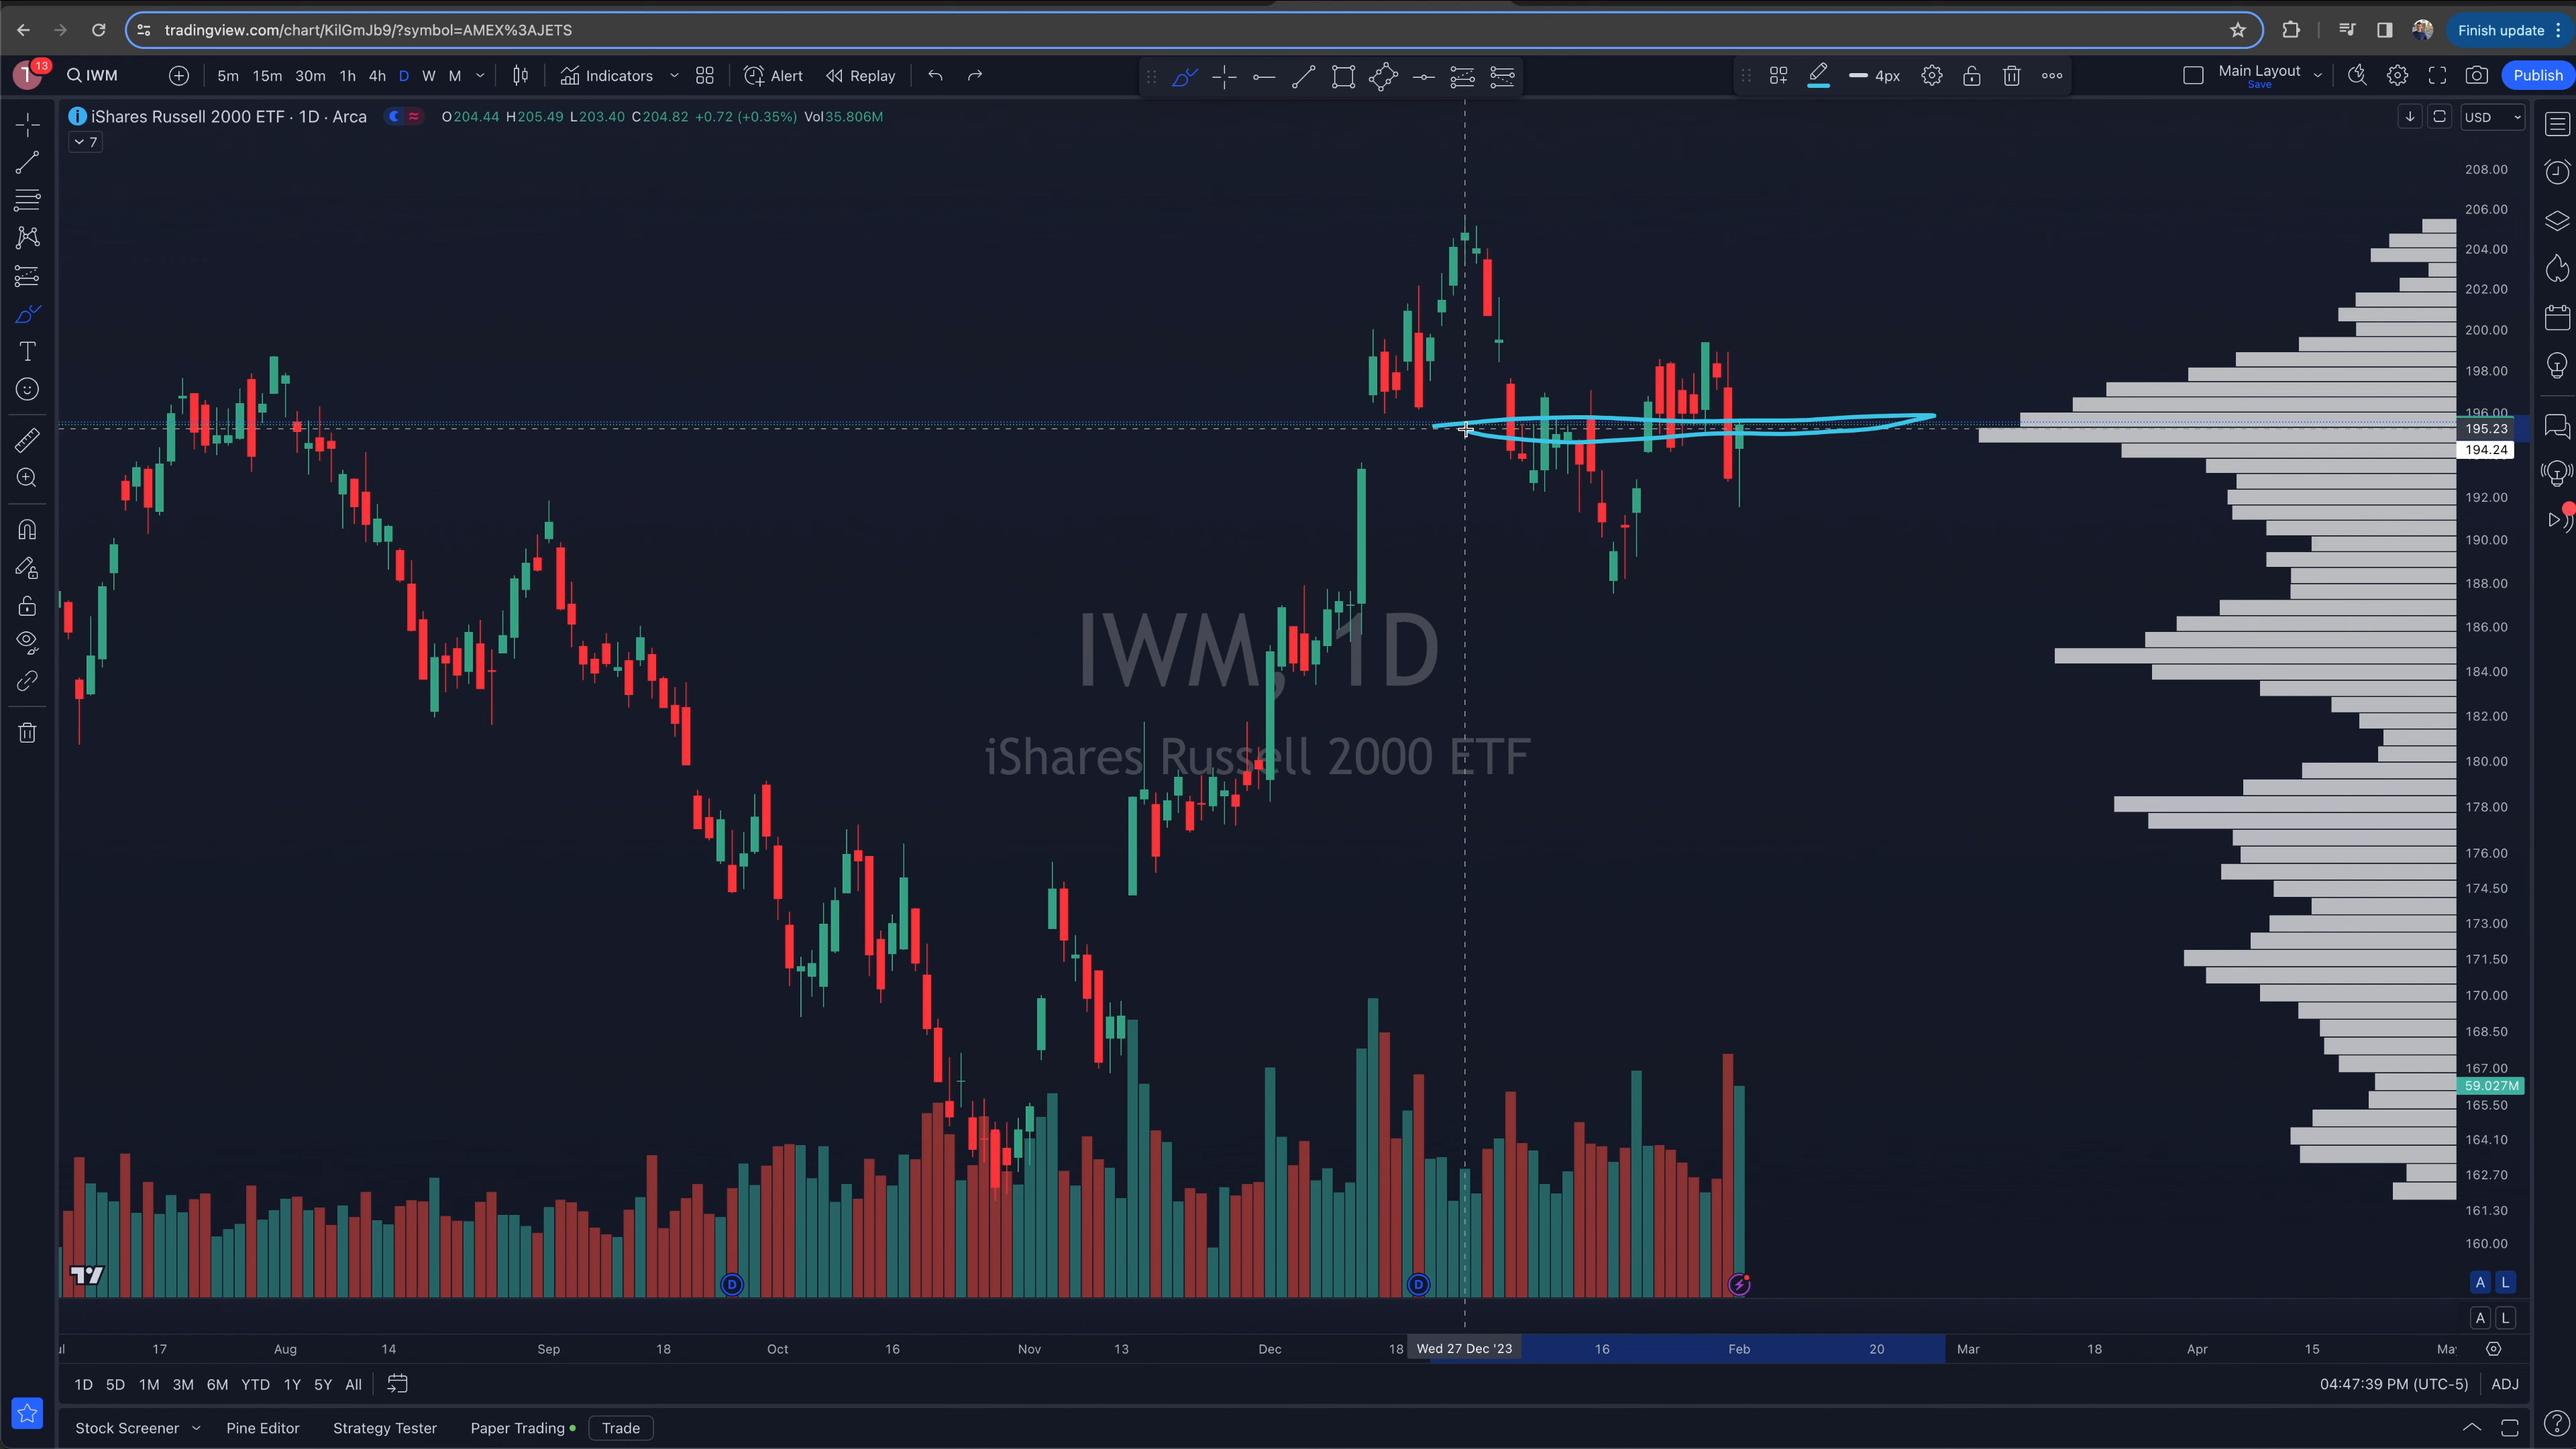 tradingview.com/chart/KilGmJb9/?symbol=AMEX%3AJETS
Finish update
13
IWM 5m 15m 30m 1h 4h D W M Indicators Alert Replay 4px Main Layout Save Publish
iShares Russell 2000 ETF · 1D · Arca O204.44 H205.49 L203.40 C204.82 +0.72 (+0.35%) Vol35.806M USD
7
208.00
206.00
204.00
202.00
200.00
198.00
196.00
195.23
194.24
192.00
190.00
188.00
186.00
184.00
182.00
180.00
178.00
176.00
174.50
173.00
171.50
170.00
168.50
167.00
59.027M
165.50
164.10
162.70
161.30
160.00
IWM, 1D
iShares Russell 2000 ETF
D D
A L
A L
17 Aug 14 Sep 18 Oct 16 Nov 13 Dec 18 Wed 27 Dec '23 16 Feb 20 Mar 18 Apr 15
1D 5D 1M 3M 6M YTD 1Y 5Y All 04:47:39 PM (UTC-5) ADJ
Stock Screener Pine Editor Strategy Tester Paper Trading Trade